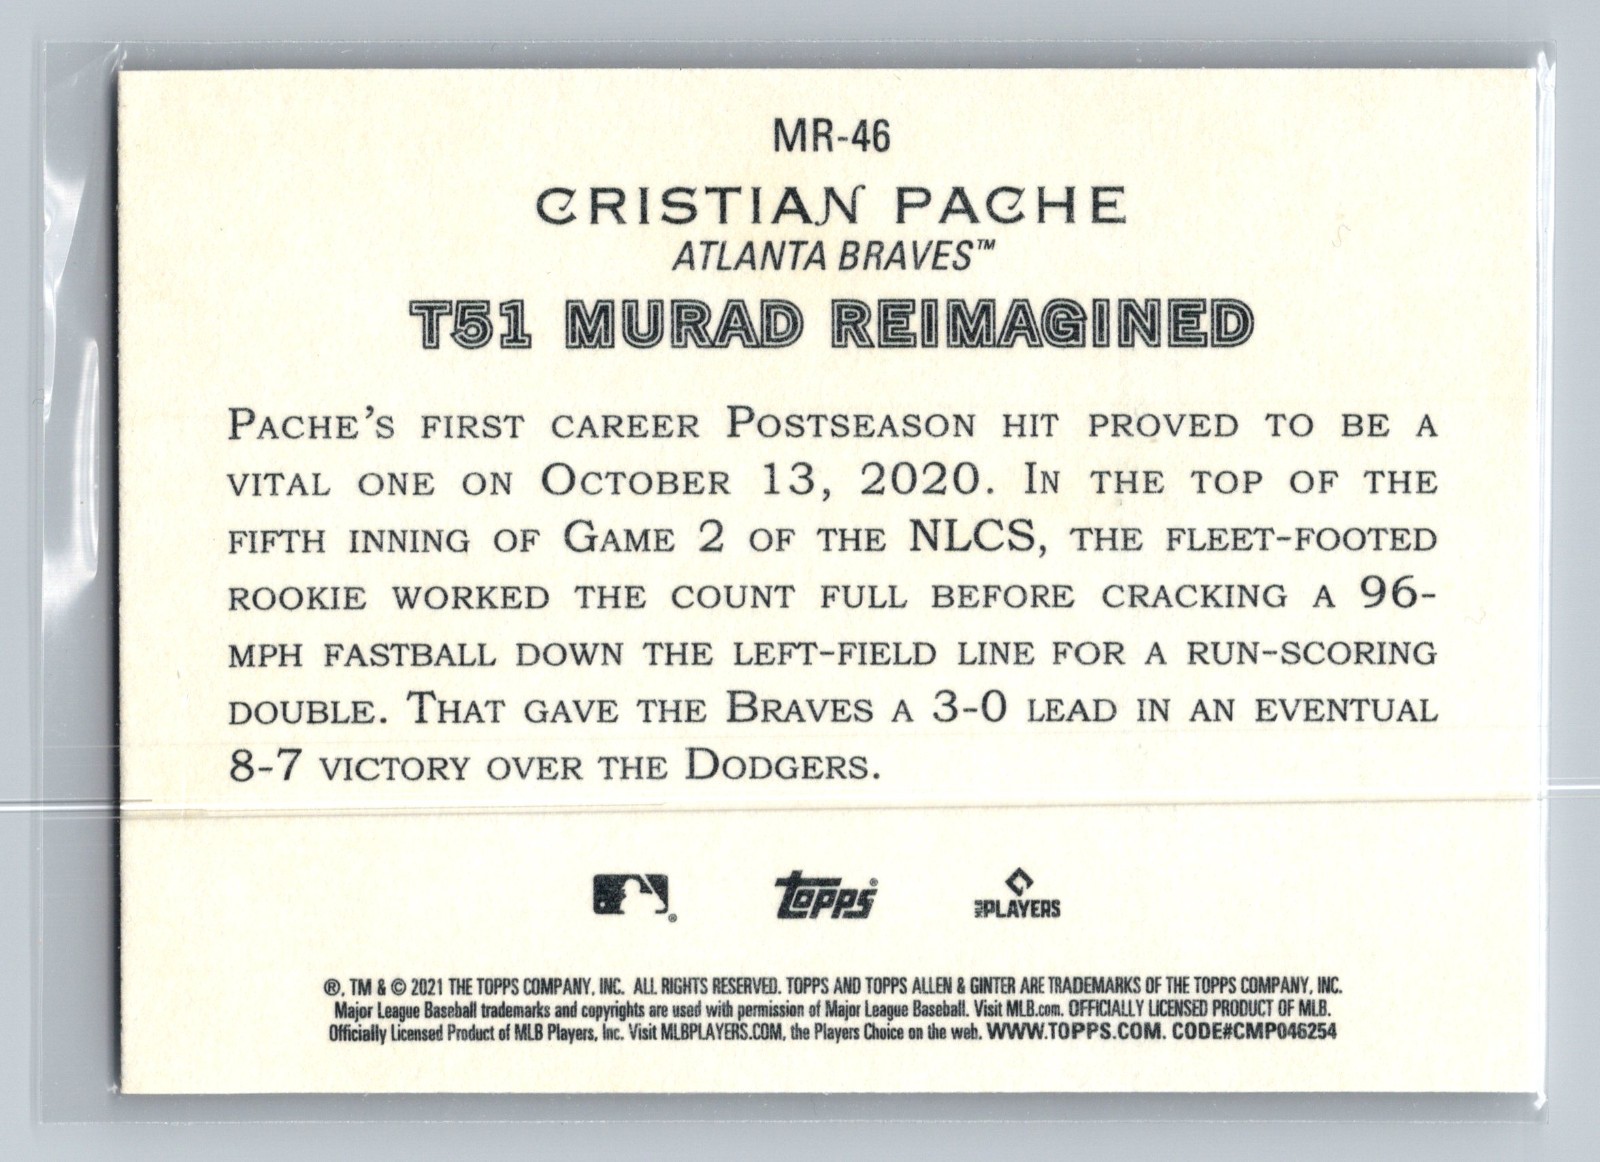 MR-46
CRISTIAN PACHE
ATLANTA BRAVES™
T51 MURAD REIMAGINED
PACHE'S FIRST CAREER POSTSEASON HIT PROVED TO BE A
VITAL ONE ON OCTOBER 13, 2020. IN THE TOP OF THE
FIFTH INNING OF GAME 2 OF THE NLCS, THE FLEET-FOOTED
ROOKIE WORKED THE COUNT FULL BEFORE CRACKING A 96-
MPH FASTBALL DOWN THE LEFT-FIELD LINE FOR A RUN-SCORING
DOUBLE. THAT GAVE THE BRAVES A 3-0 LEAD IN AN EVENTUAL
8-7 VICTORY OVER THE DODGERS.
® topps® MLB PLAYERS
®, TM & © 2021 THE TOPPS COMPANY, INC. ALL RIGHTS RESERVED. TOPPS AND TOPPS ALLEN & GINTER ARE TRADEMARKS OF THE TOPPS COMPANY, INC.
Major League Baseball trademarks and copyrights are used with permission of Major League Baseball. Visit MLB.com. OFFICIALLY LICENSED PRODUCT OF MLB.
Officially Licensed Product of MLB Players, Inc. Visit MLBPLAYERS.COM, the Players Choice on the web. WWW.TOPPS.COM. CODE#CMP046254